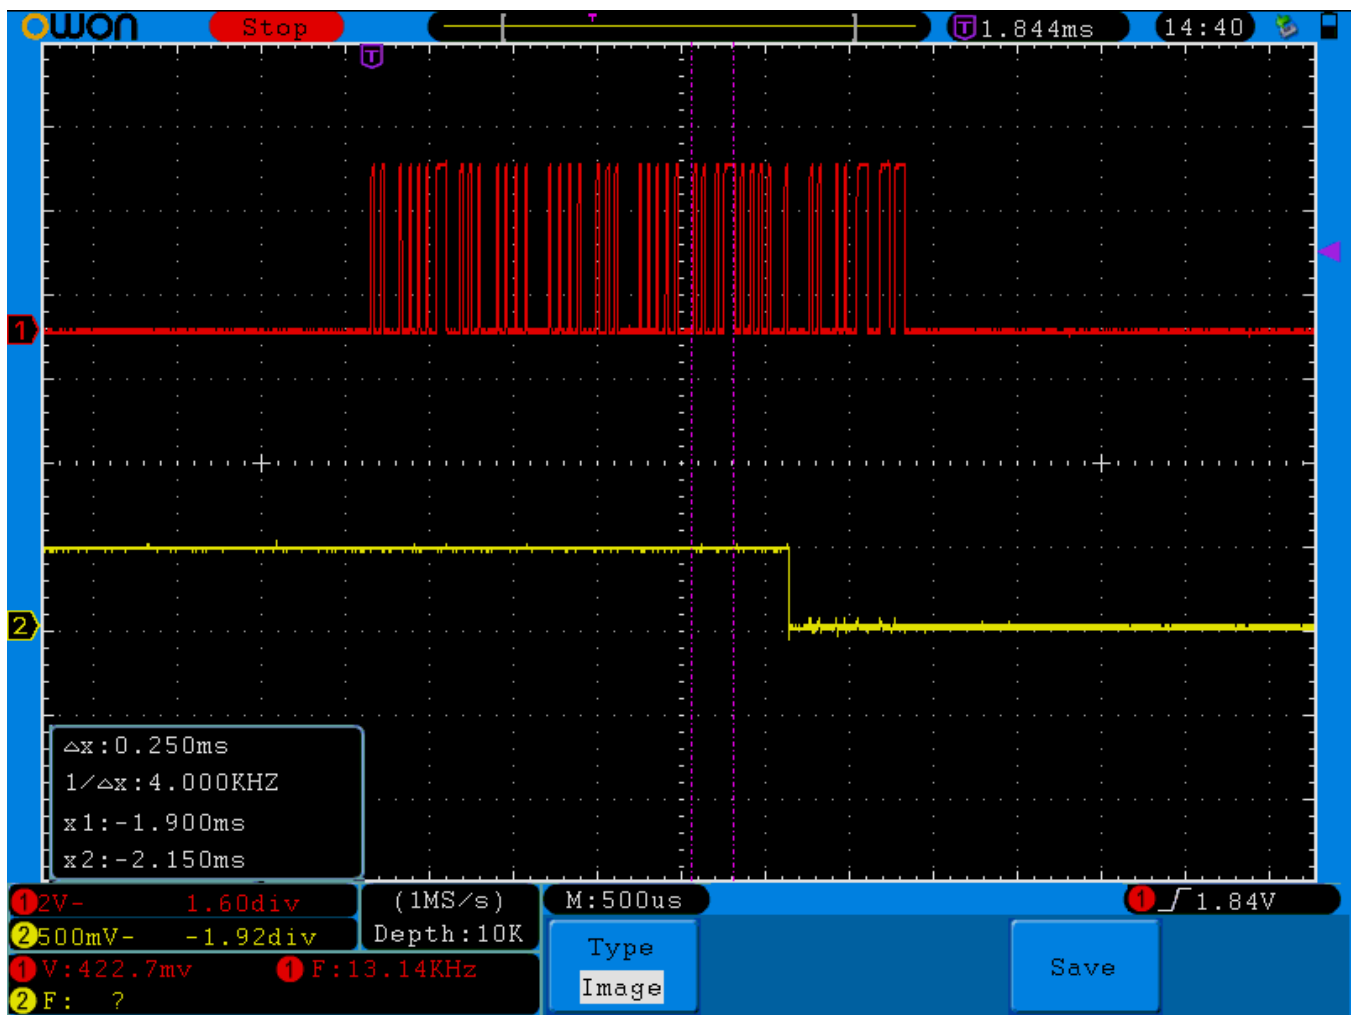 OWON Stop T T T 1.844ms 14:40
1
2
△x:0.250ms
1/△x:4.000KHZ
x1:-1.900ms
x2:-2.150ms
1 2V- 1.60div (1MS/s) M:500us 1 1.84V
2 500mV- -1.92div Depth:10K
Type
Image
Save
1 V:422.7mv 1 F:13.14KHz
2 F: ?